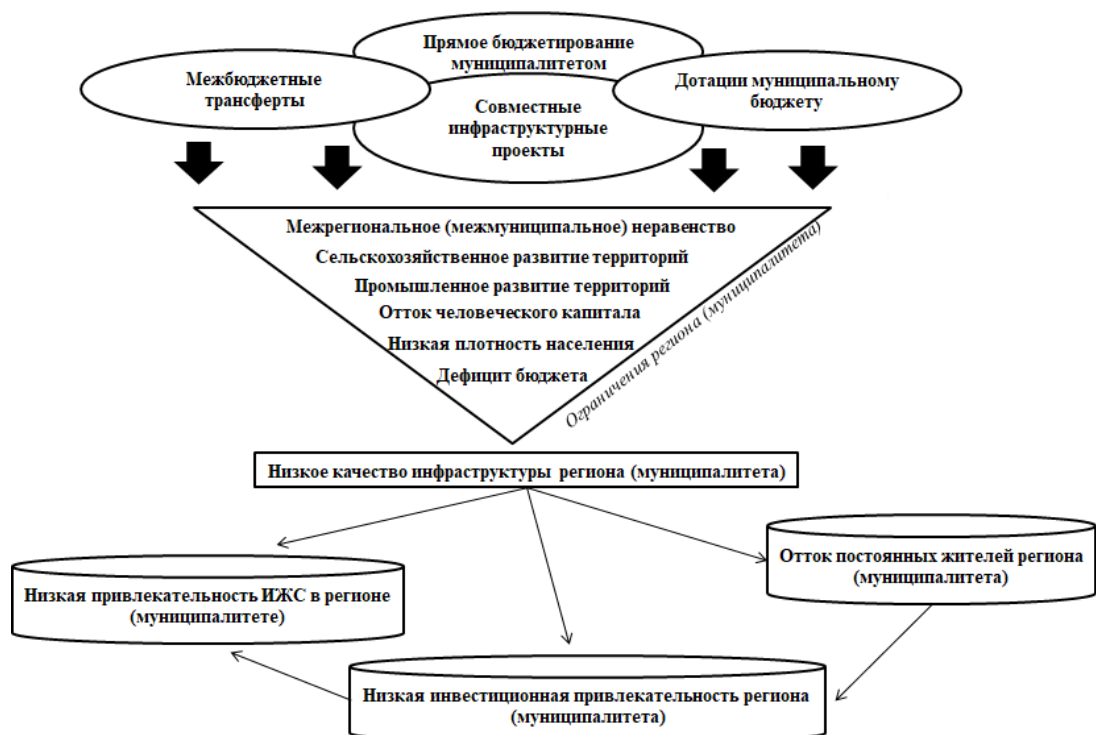 Прямое бюджетирование
муниципалитетом
Межбюджетные
трансферты
Дотации муниципальному
бюджету
Совместные
инфраструктурные
проекты
Межрегиональное (межмуниципальное) неравенство
Сельскохозяйственное развитие территорий
Промышленное развитие территорий
Отток человеческого капитала
Низкая плотность населения
Дефицит бюджета
Ограничения региона (муниципалитета)
Низкое качество инфраструктуры региона (муниципалитета)
Отток постоянных жителей региона
(муниципалитета)
Низкая привлекательность ИЖС в регионе
(муниципалитете)
Низкая инвестиционная привлекательность региона
(муниципалитета)